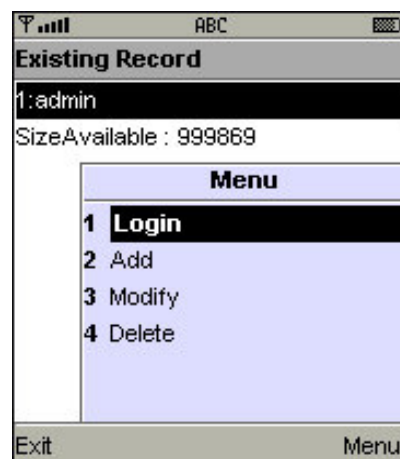 ABC
Existing Record
1:admin
SizeAvailable : 999869
Menu
1 Login
2 Add
3 Modify
4 Delete
Exit Menu